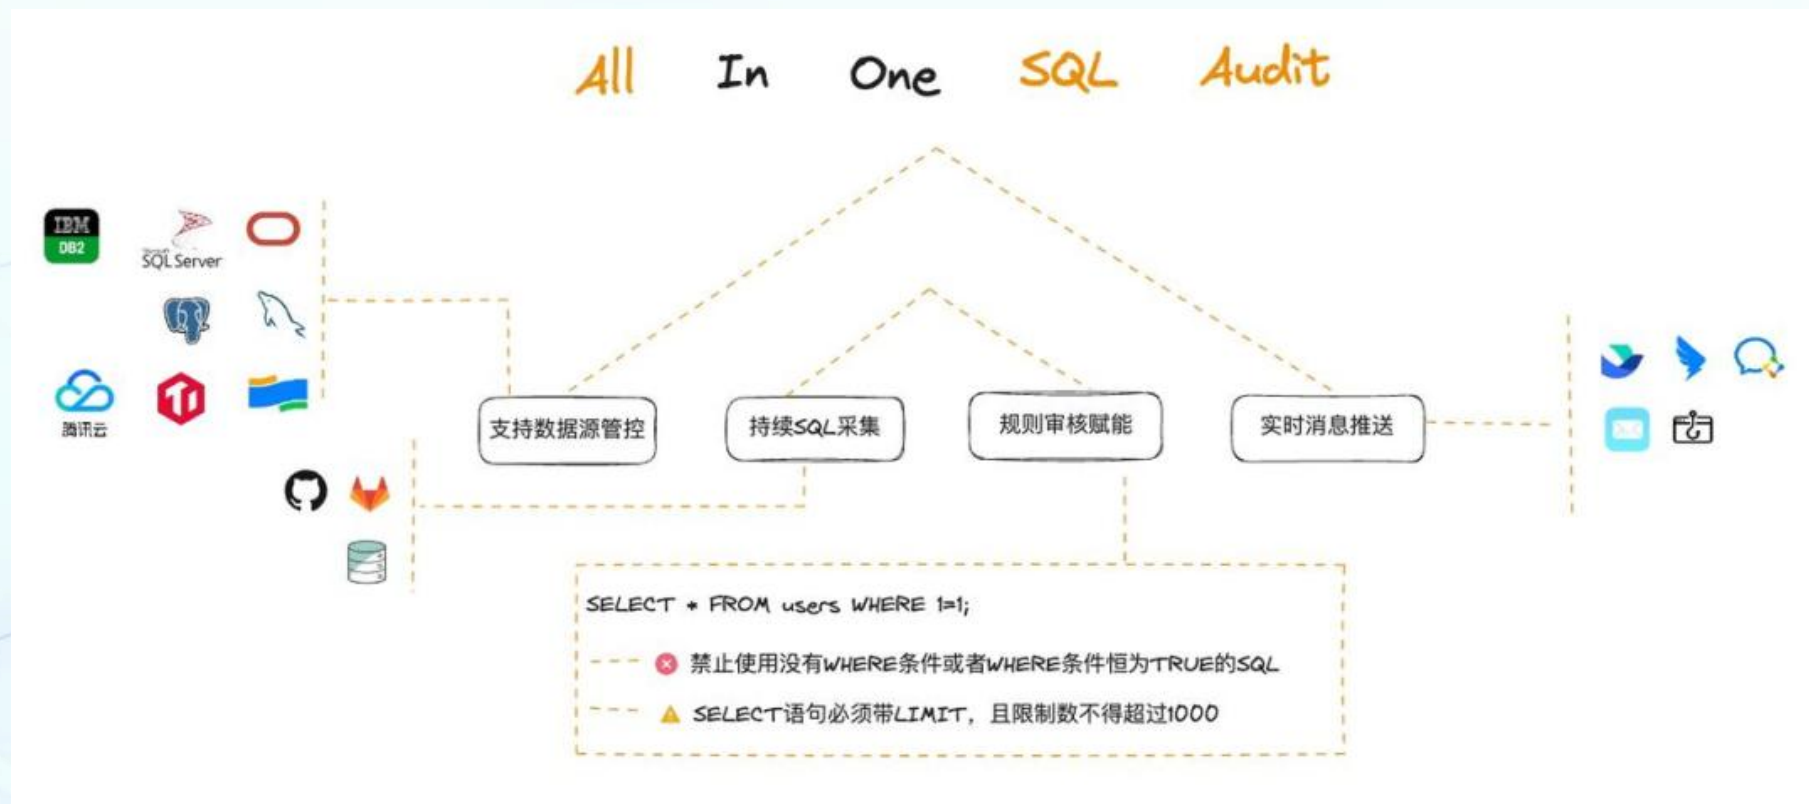 All In One SQL Audit
IBM
DB2
Microsoft
SQL Server
腾讯云
支持数据源管控
持续SQL采集
规则审核赋能
实时消息推送
SELECT * FROM users WHERE 1=1;
禁止使用没有WHERE条件或者WHERE条件恒为TRUE的SQL
SELECT语句必须带LIMIT，且限制数不得超过1000